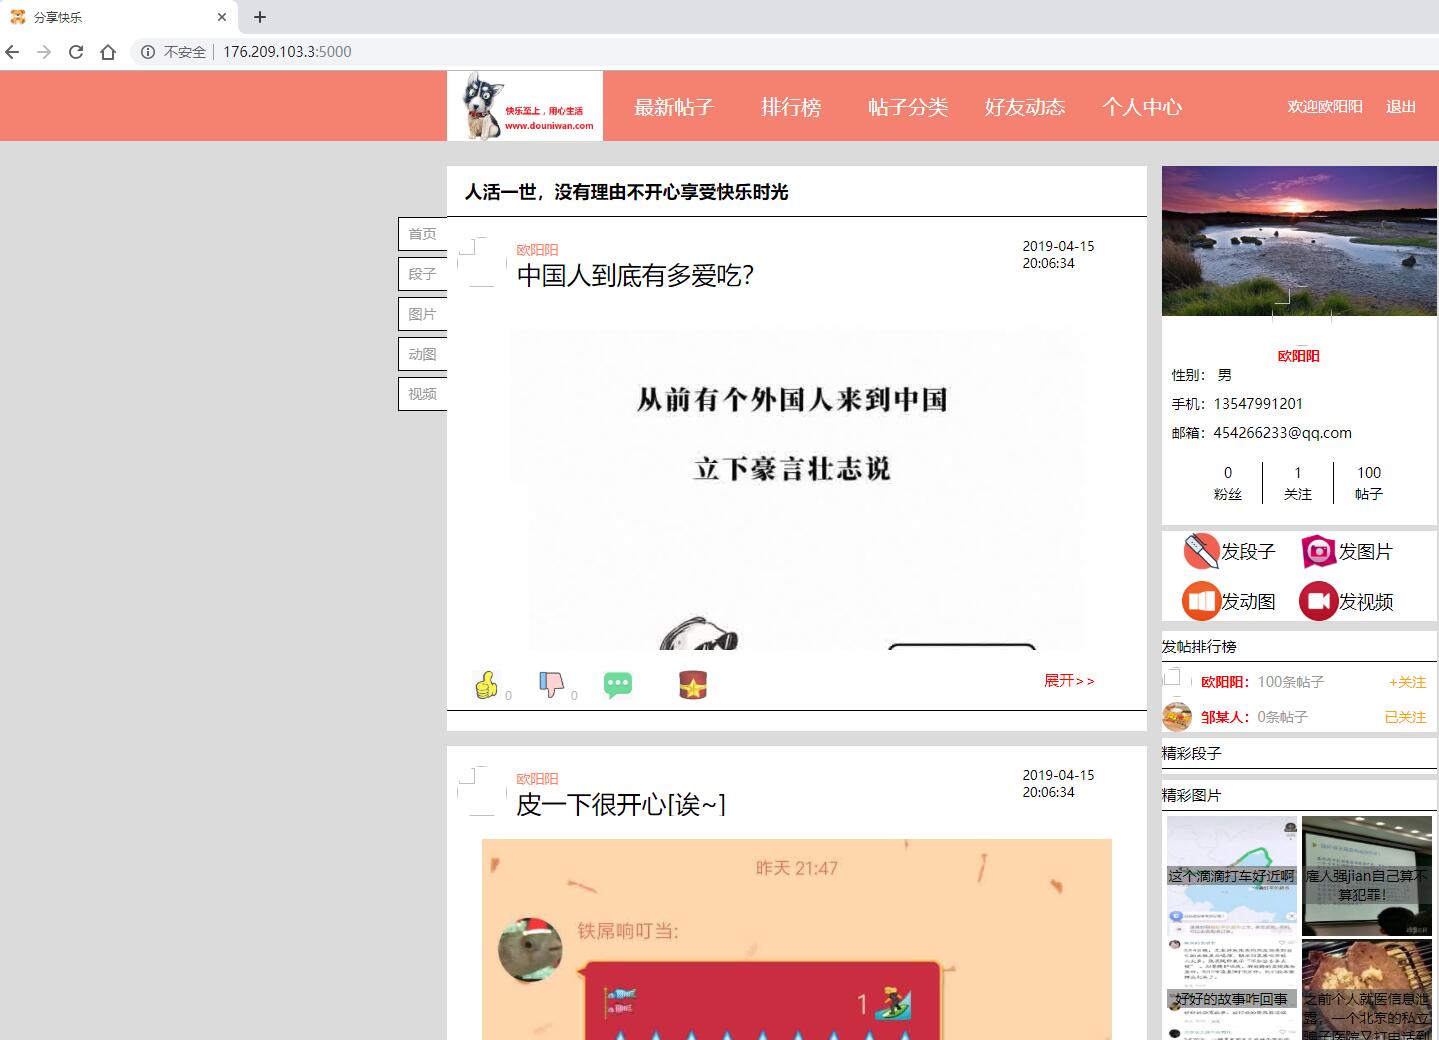 分享快乐
不安全 176.209.103.3:5000
快乐至上，用心生活
www.douniwan.com
最新帖子 排行榜 帖子分类 好友动态 个人中心 欢迎欧阳阳 退出
人活一世，没有理由不开心享受快乐时光
首页
段子
图片
动图
视频
欧阳阳
中国人到底有多爱吃？
2019-04-15
20:06:34
从前有个外国人来到中国
立下豪言壮志说
0 0 展开>>
欧阳阳
皮一下很开心[诶~]
2019-04-15
20:06:34
昨天 21:47
铁屌响叮当:
1
欧阳阳
性别： 男
手机：13547991201
邮箱：454266233@qq.com
0 1 100
粉丝 关注 帖子
发段子 发图片
发动图 发视频
发帖排行榜
欧阳阳：100条帖子 +关注
邹某人：0条帖子 已关注
精彩段子
精彩图片
这个滴滴打车好近啊
雇人强jian自己算不
算犯罪！
好好的故事咋回事
之前个人就医信息泄
露，一个北京的私立
骗子医院又打电话到